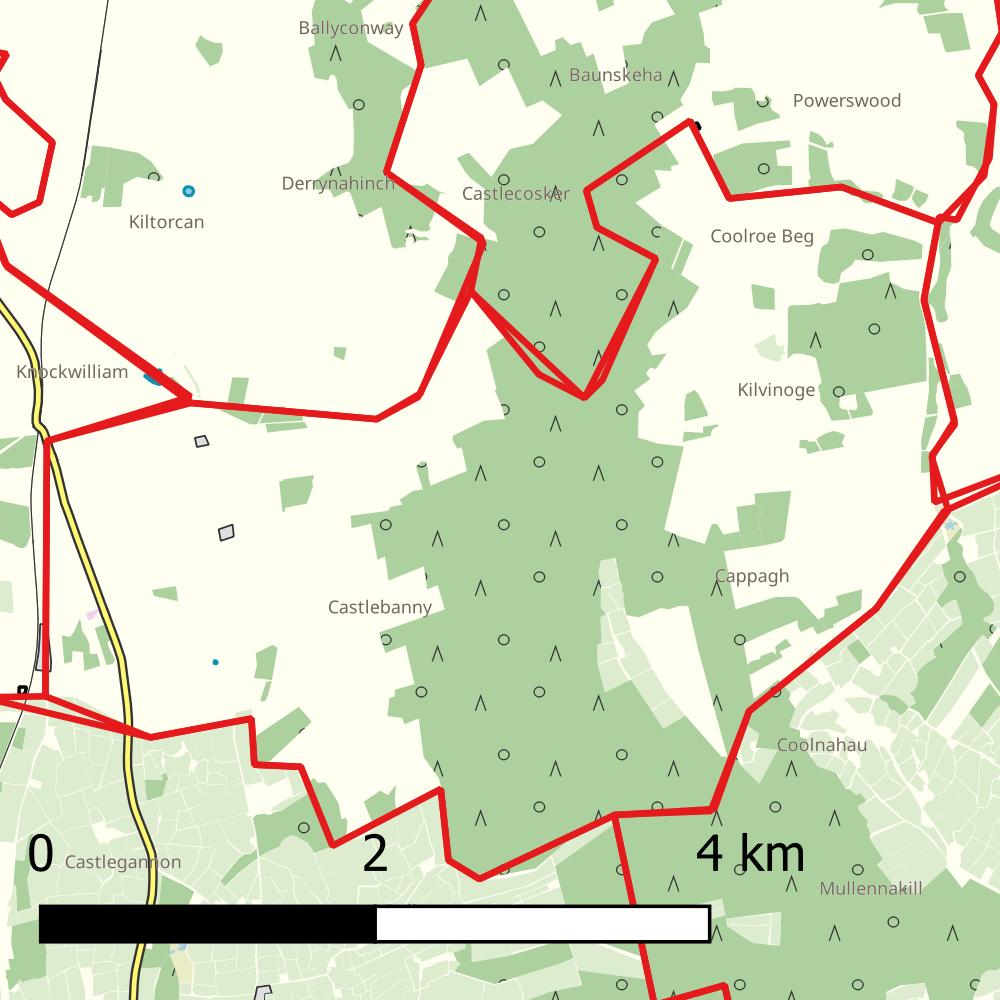 Ballyconway
Baunskeha
Powerswood
Derrynahinch
Castlecosker
Kiltorcan
Coolroe Beg
Knockwilliam
Kilvinoge
Cappagh
Castlebanny
Coolnahau
0 2 4 km
Castlegannon
Mullennakill